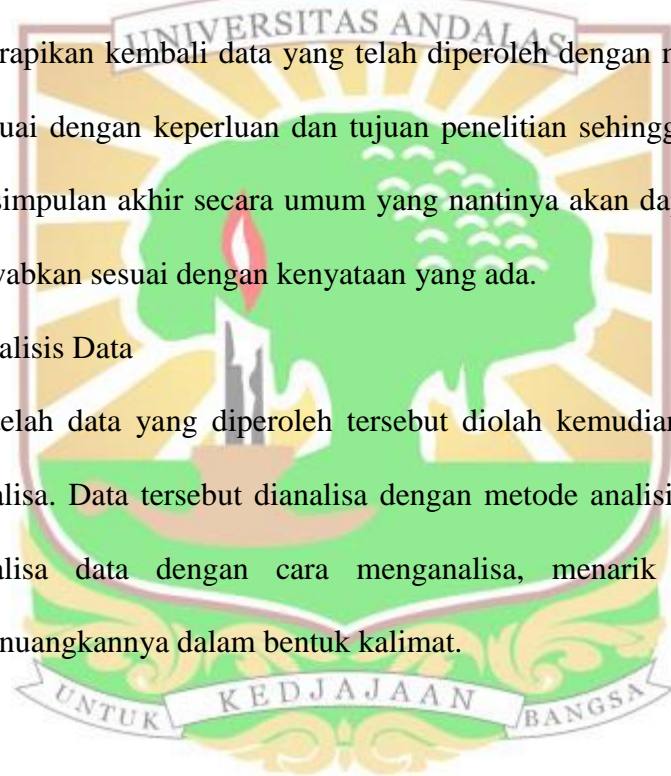 UNIVERSITAS ANDALAS
rapikan kembali data yang telah diperoleh dengan
uai dengan keperluan dan tujuan penelitian sehingg
simpulan akhir secara umum yang nantinya akan da
vabkan sesuai dengan kenyataan yang ada.
alisis Data
elah data yang diperoleh tersebut diolah kemudian
alisa. Data tersebut dianalisa dengan metode analisi
alisa data dengan cara menganalisa, menarik
nuangkannya dalam bentuk kalimat.
UNTUK KEDJAJAAN BANGSA